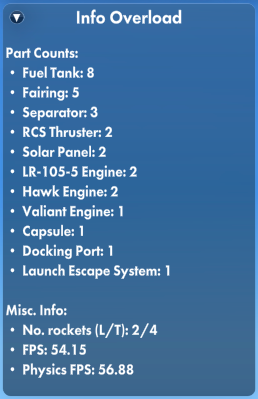 Info Overload
Part Counts:
• Fuel Tank: 8
• Fairing: 5
• Separator: 3
• RCS Thruster: 2
• Solar Panel: 2
• LR-105-5 Engine: 2
• Hawk Engine: 2
• Valiant Engine: 1
• Capsule: 1
• Docking Port: 1
• Launch Escape System: 1
Misc. Info:
• No. rockets (L/T): 2/4
• FPS: 54.15
• Physics FPS: 56.88